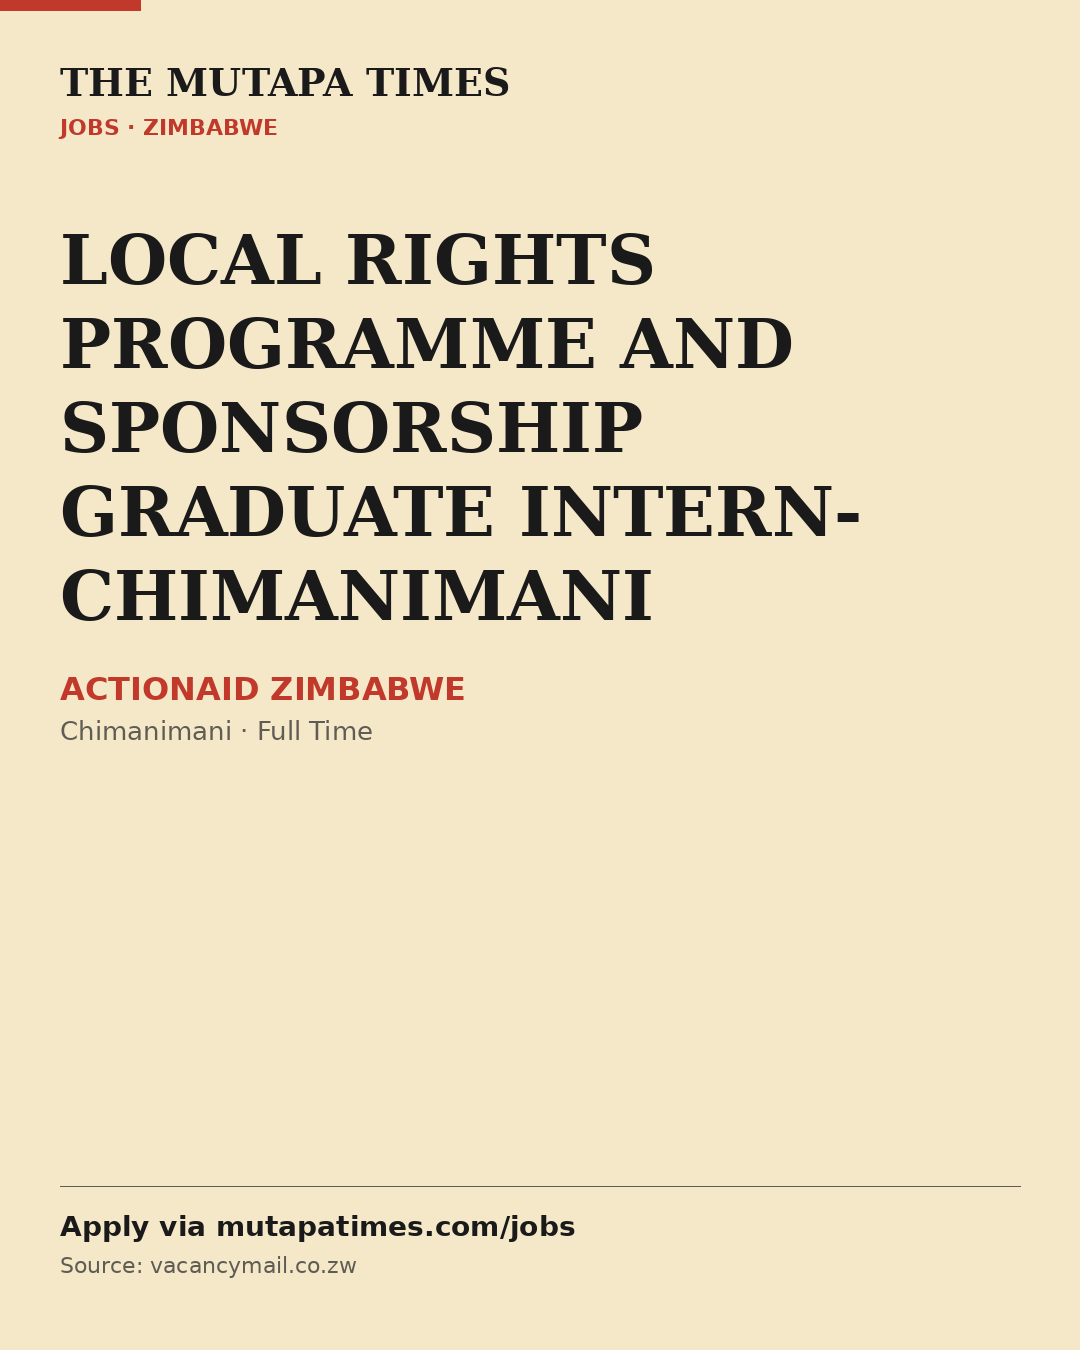 THE MUTAPA TIMES
JOBS · ZIMBABWE
LOCAL RIGHTS
PROGRAMME AND
SPONSORSHIP
GRADUATE INTERN-
CHIMANIMANI
ACTIONAID ZIMBABWE
Chimanimani · Full Time
Apply via mutapatimes.com/jobs
Source: vacancymail.co.zw